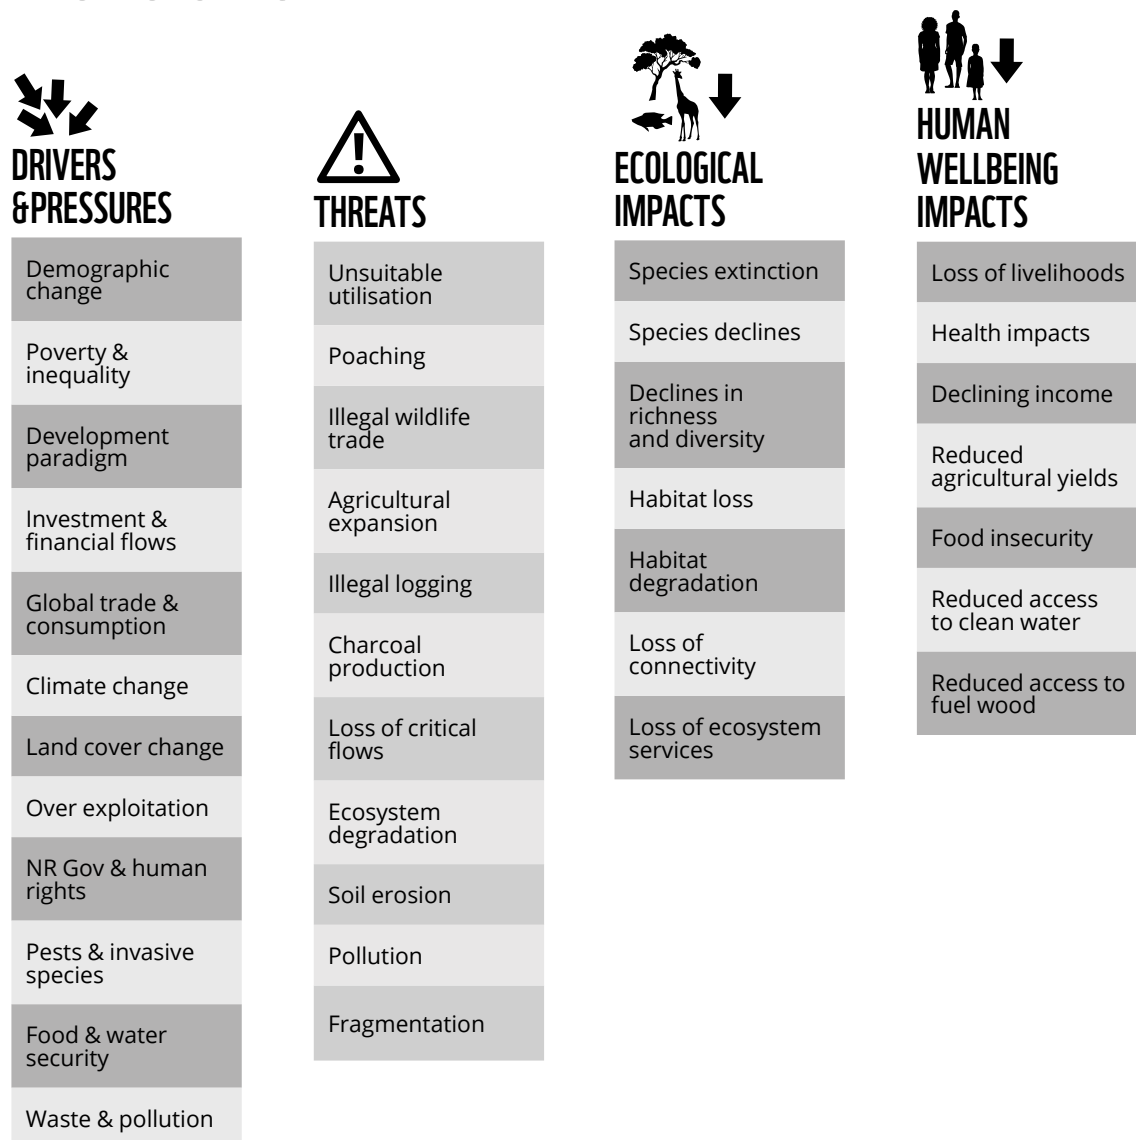 DRIVERS
&PRESSURES
Demographic
change
Poverty &
inequality
Development
paradigm
Investment &
financial flows
Global trade &
consumption
Climate change
Land cover change
Over exploitation
NR Gov & human
rights
Pests & invasive
species
Food & water
security
Waste & pollution
THREATS
Unsuitable
utilisation
Poaching
Illegal wildlife
trade
Agricultural
expansion
Illegal logging
Charcoal
production
Loss of critical
flows
Ecosystem
degradation
Soil erosion
Pollution
Fragmentation
ECOLOGICAL
IMPACTS
Species extinction
Species declines
Declines in
richness
and diversity
Habitat loss
Habitat
degradation
Loss of
connectivity
Loss of ecosystem
services
HUMAN
WELLBEING
IMPACTS
Loss of livelihoods
Health impacts
Declining income
Reduced
agricultural yields
Food insecurity
Reduced access
to clean water
Reduced access to
fuel wood